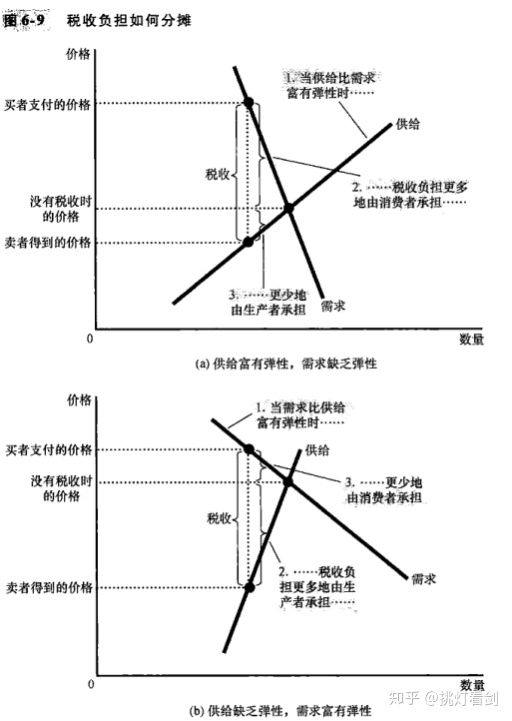 图6-9 税收负担如何分摊
价格
买者支付的价格
没有税收时
的价格
卖者得到的价格
税收
1. 当供给比需求
富有弹性时……
供给
2. ……税收负担更多
地由消费者承担……
3. ……更少地
由生产者承担
需求
0
数量
(a) 供给富有弹性，需求缺乏弹性
价格
买者支付的价格
没有税收时
的价格
卖者得到的价格
税收
1. 当需求比供给
富有弹性时……
供给
3. ……更少地
由消费者承担
2. ……税收负
担更多地由生
产者承担……
需求
0
数量
(b) 供给缺乏弹性，需求富有弹性
知乎 @挑灯看剑